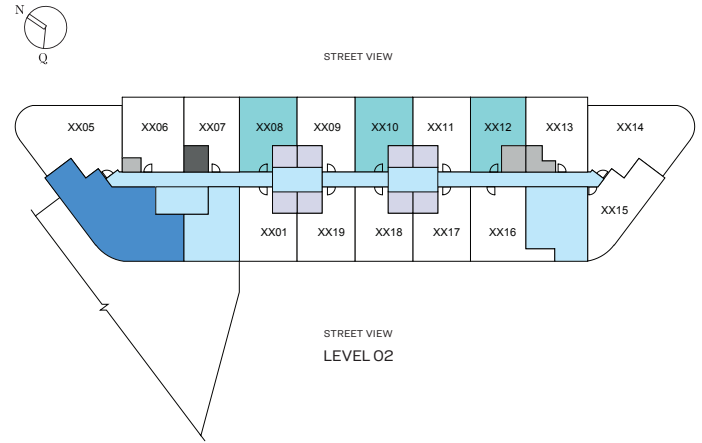 N
Q
STREET VIEW
XX05 XX06 XX07 XX08 XX09 XX10 XX11 XX12 XX13 XX14
XX15
XX01 XX19 XX18 XX17 XX16
STREET VIEW
LEVEL 02